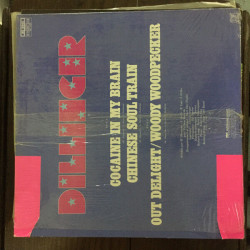 DILLINGER
COCAINE IN MY BRAIN
CHINESE SOUL TRAIN
OUT DELIGHT/WOODY WOODPECKER